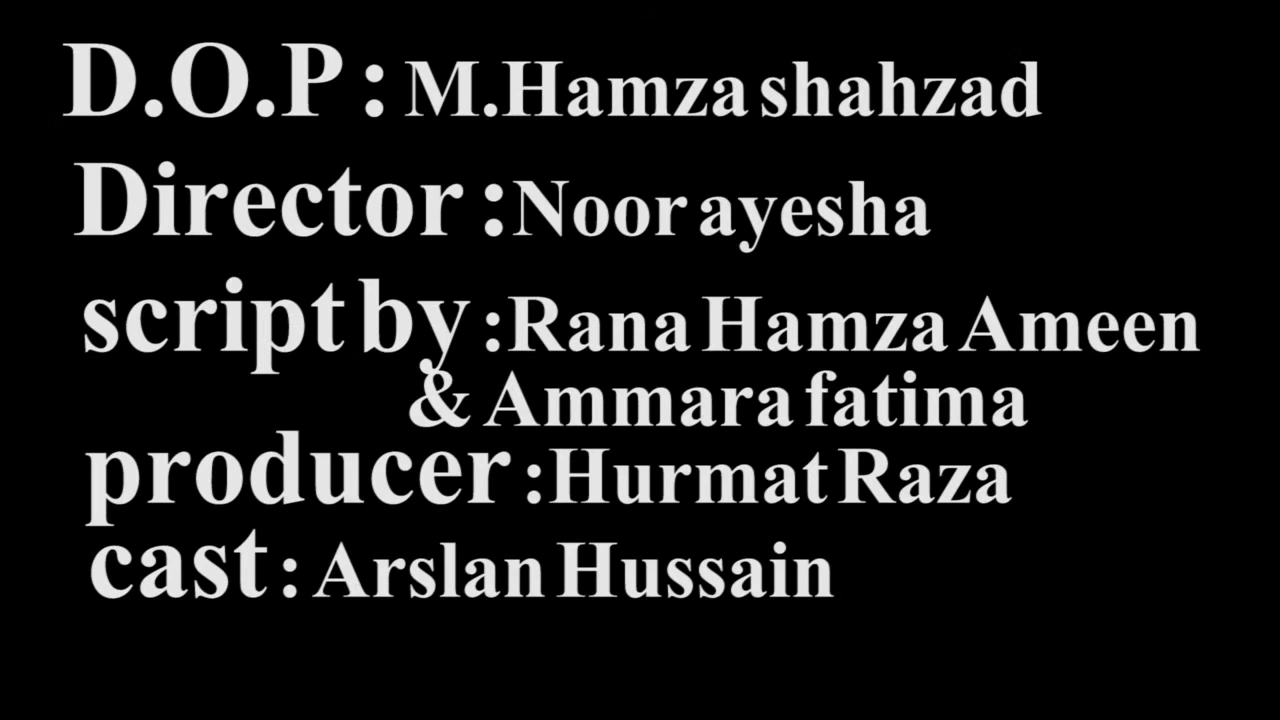 D.O.P : M.Hamza shahzad
Director :Noor ayesha
script by :Rana Hamza Ameen
& Ammara fatima
producer :Hurmat Raza
cast : Arslan Hussain